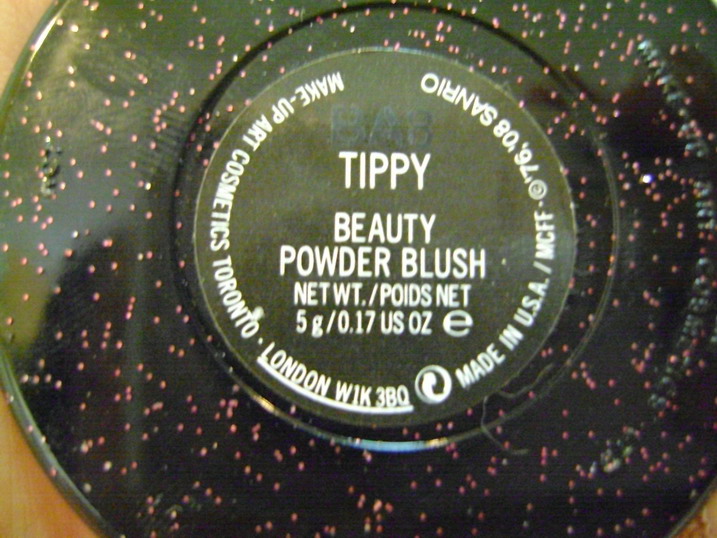 BA8
TIPPY
BEAUTY
POWDER BLUSH
NET WT./POIDS NET
5 g/0.17 US OZ e
MAKE-UP ART COSMETICS TORONTO · LONDON W1K 3BQ
MADE IN U.S.A. / MCFF · ©'76,'08 SANRIO